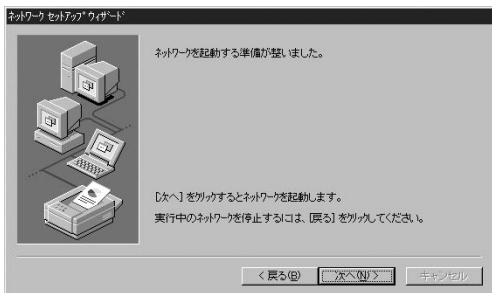 ネットワーク セットアップ ウィザード
ネットワークを起動する準備が整いました。
[次へ] をクリックするとネットワークを起動します。
実行中のネットワークを停止するには、[戻る] をクリックしてください。
< 戻る(B)
次へ(N) >
キャンセル